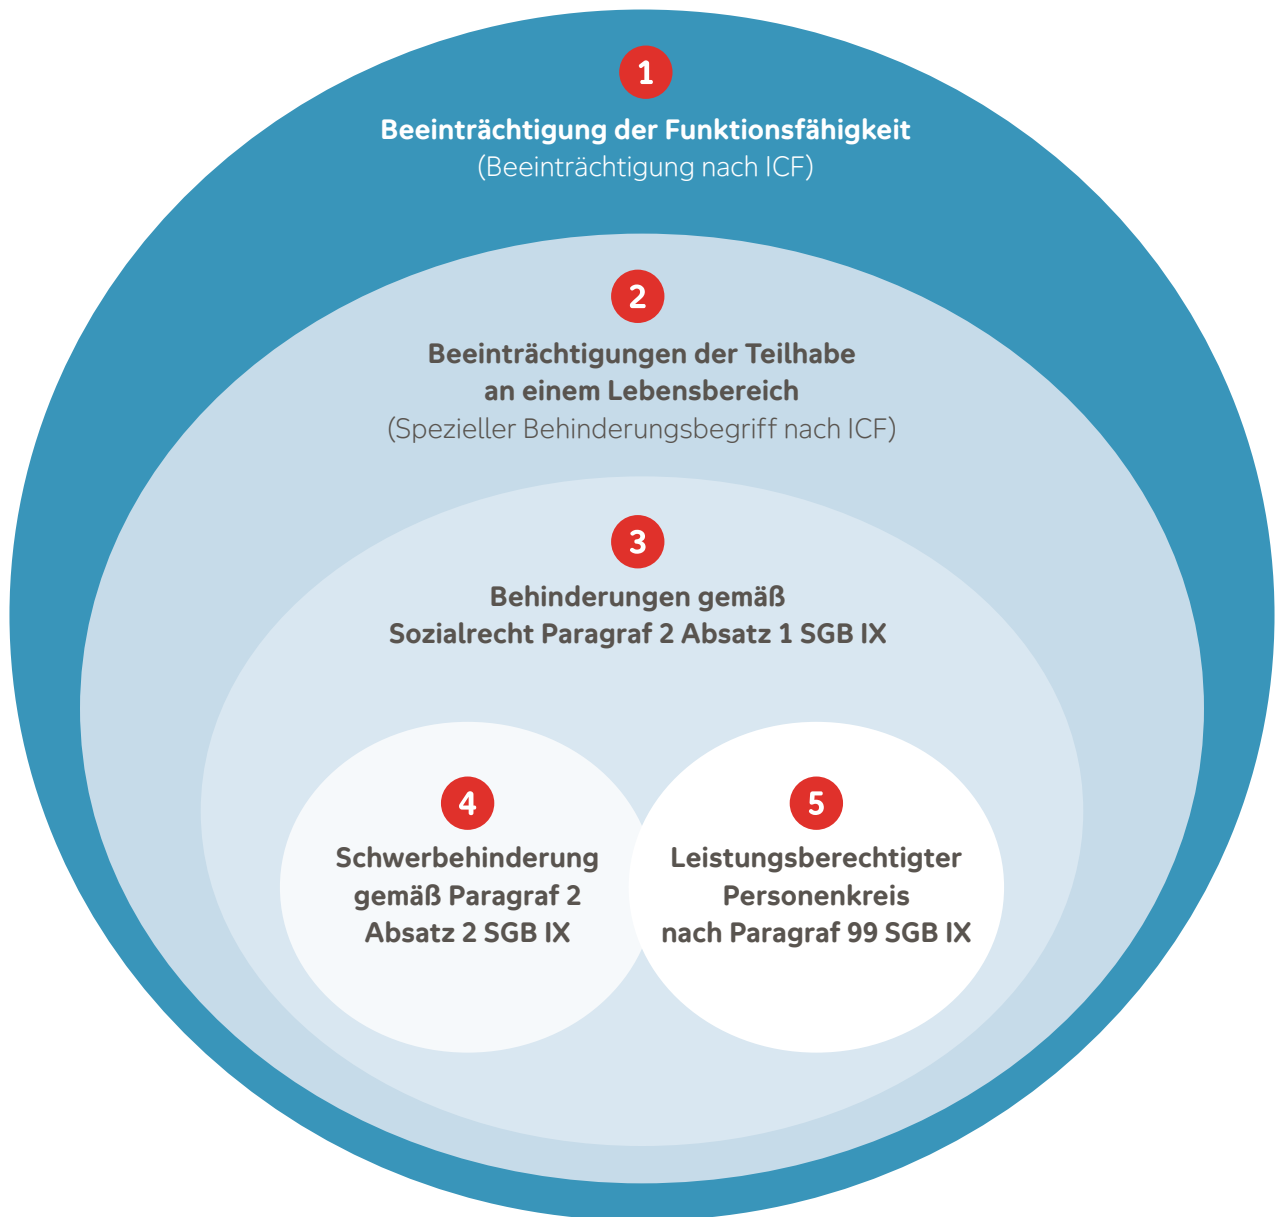 1
Beeinträchtigung der Funktionsfähigkeit
(Beeinträchtigung nach ICF)
2
Beeinträchtigungen der Teilhabe
an einem Lebensbereich
(Spezieller Behinderungsbegriff nach ICF)
3
Behinderungen gemäß
Sozialrecht Paragraf 2 Absatz 1 SGB IX
4
Schwerbehinderung
gemäß Paragraf 2
Absatz 2 SGB IX
5
Leistungsberechtigter
Personenkreis
nach Paragraf 99 SGB IX